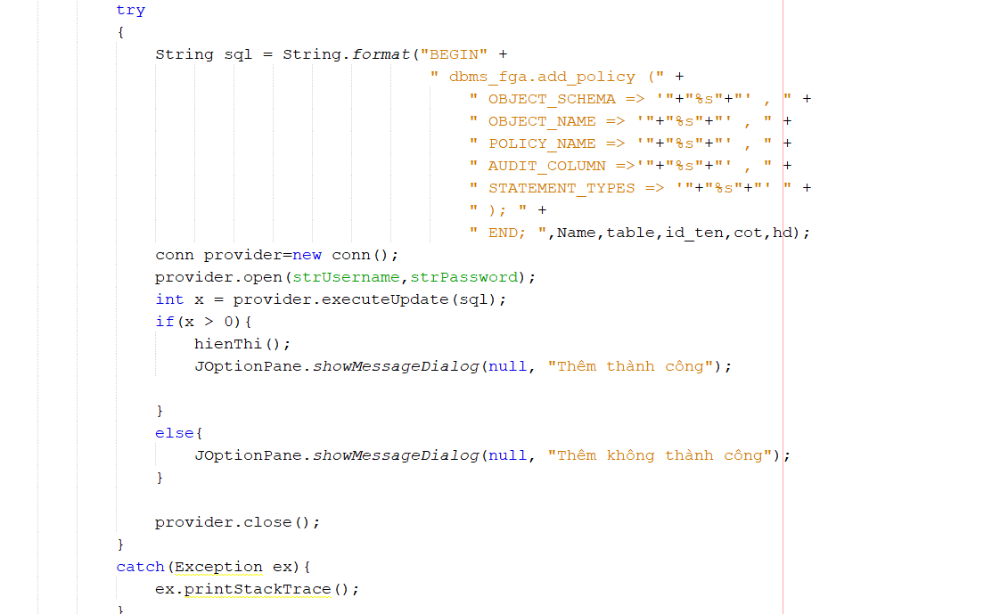 try
{
String sql = String.format("BEGIN" +
" dbms_fga.add_policy (" +
" OBJECT_SCHEMA => '"+"%s"+"' , " +
" OBJECT_NAME => '"+"%s"+"' , " +
" POLICY_NAME => '"+"%s"+"' , " +
" AUDIT_COLUMN =>'"+"%s"+"' , " +
" STATEMENT_TYPES => '"+"%s"+"' " +
" ); " +
" END; ",Name,table,id_ten,cot,hd);
conn provider=new conn();
provider.open(strUsername,strPassword);
int x = provider.executeUpdate(sql);
if(x > 0){
hienThi();
JOptionPane.showMessageDialog(null, "Thêm thành công");
}
else{
JOptionPane.showMessageDialog(null, "Thêm không thành công");
}
provider.close();
}
catch(Exception ex){
ex.printStackTrace();
}